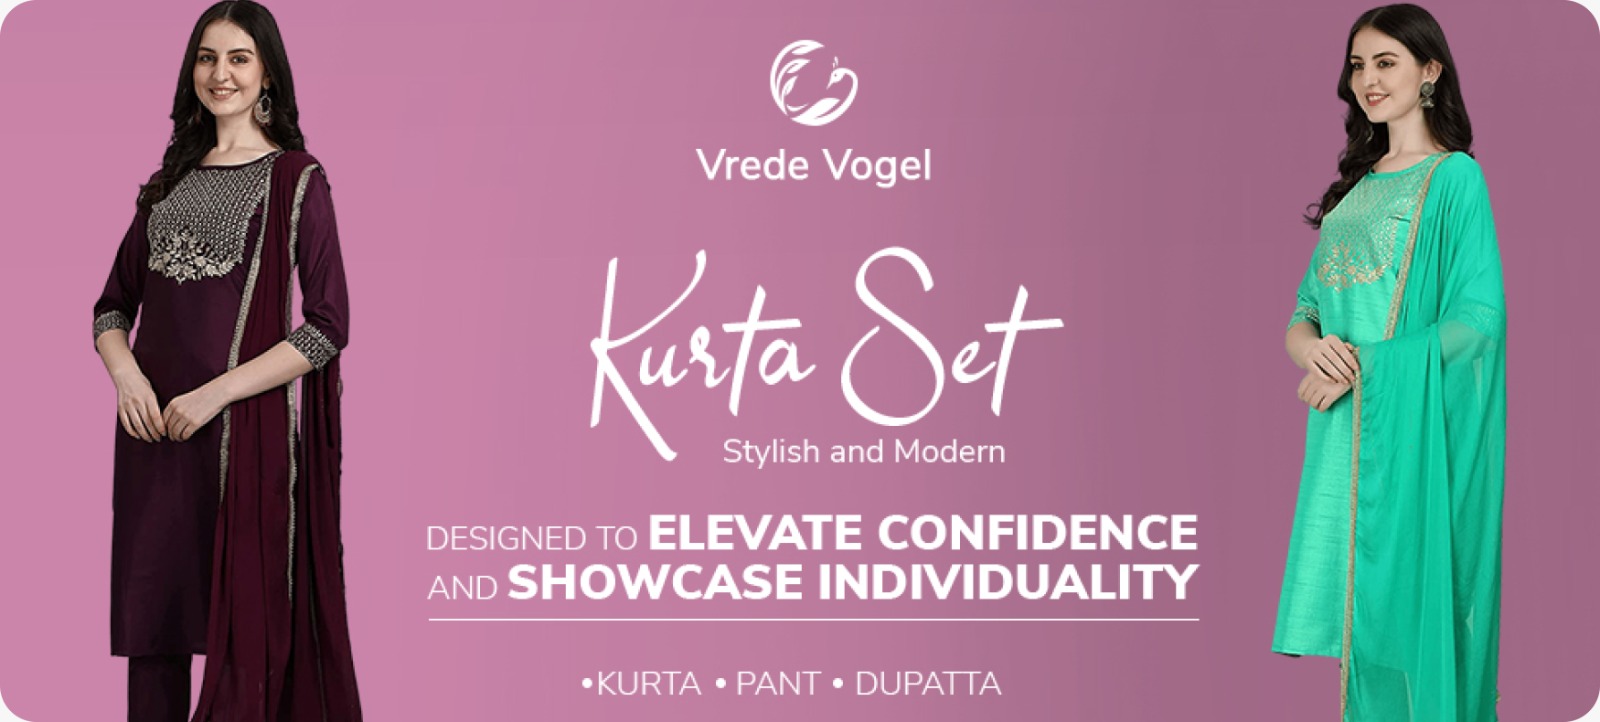 Vrede Vogel
Kurta Set
Stylish and Modern
DESIGNED TO ELEVATE CONFIDENCE
AND SHOWCASE INDIVIDUALITY
•KURTA • PANT • DUPATTA